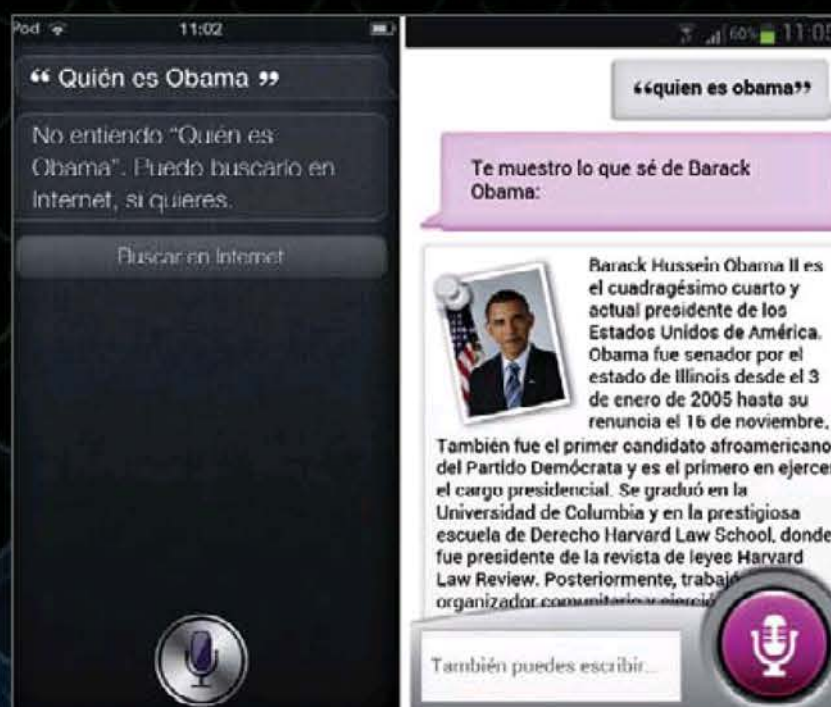 iPod 11:02
“ Quién es Obama ”
No entiendo “Quién es
Obama”. Puedo buscarlo en
Internet, si quieres.
Buscar en Internet
60% 11:05
“quien es obama”
Te muestro lo que sé de Barack
Obama:
Barack Hussein Obama II es
el cuadragésimo cuarto y
actual presidente de los
Estados Unidos de América.
Obama fue senador por el
estado de Illinois desde el 3
de enero de 2005 hasta su
renuncia el 16 de noviembre.
También fue el primer candidato afroamericano
del Partido Demócrata y es el primero en ejercer
el cargo presidencial. Se graduó en la
Universidad de Columbia y en la prestigiosa
escuela de Derecho Harvard Law School, donde
fue presidente de la revista de leyes Harvard
Law Review. Posteriormente,
organizador comunitario y
También puedes escribir...